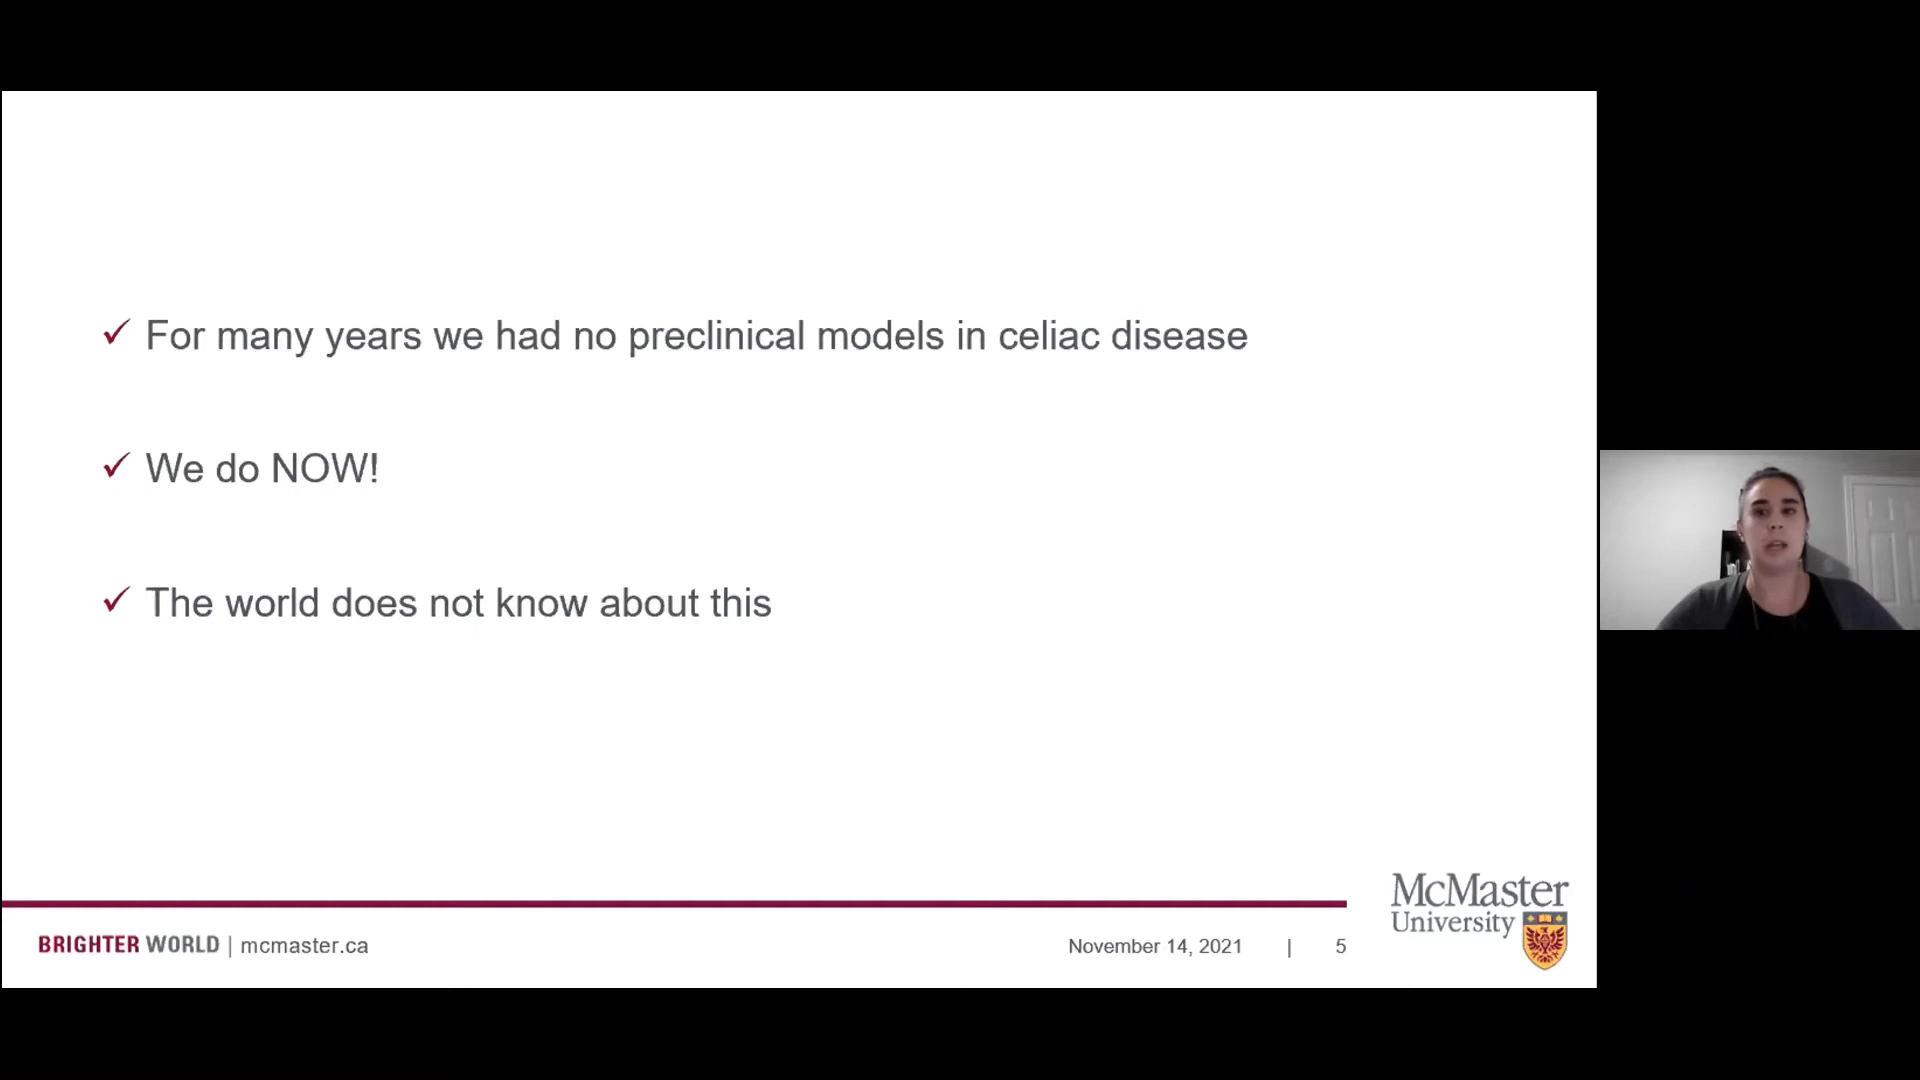 For many years we had no preclinical models in celiac disease
We do NOW!
The world does not know about this
BRIGHTER WORLD | mcmaster.ca
November 14, 2021 | 5
McMaster
University